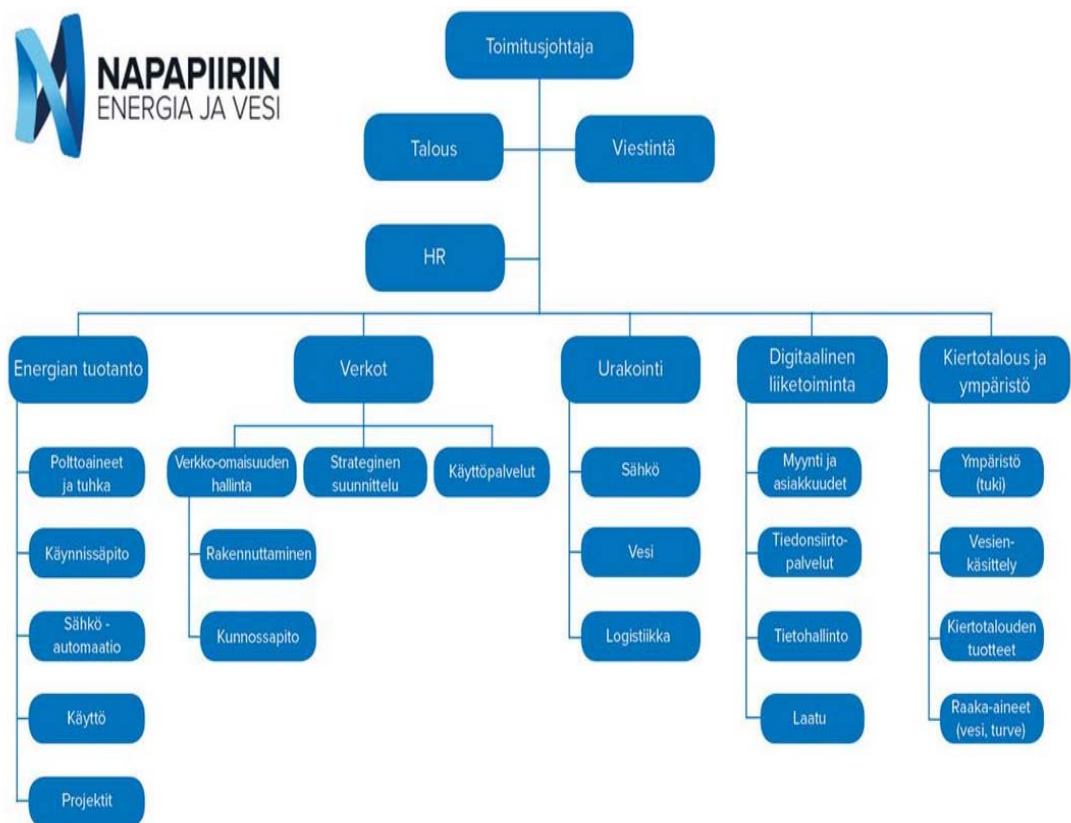 NAPAPIIRIN
ENERGIA JA VESI
Toimitusjohtaja
Talous
Viestintä
HR
Energian tuotanto
Polttoaineet
ja tuhka
Käynnissäpito
Sähkö -
automaatio
Käyttö
Projektit
Verkot
Verkko-omaisuuden
hallinta
Rakennuttaminen
Kunnossapito
Strateginen
suunnittelu
Käyttöpalvelut
Urakointi
Sähkö
Vesi
Logistiikka
Digitaalinen
liiketoiminta
Myynti ja
asiakkuudet
Tiedonsiirto-
palvelut
Tietohallinto
Laatu
Kiertotalous ja
ympäristö
Ympäristö
(tuki)
Vesien-
käsittely
Kiertotalouden
tuotteet
Raaka-aineet
(vesi, turve)